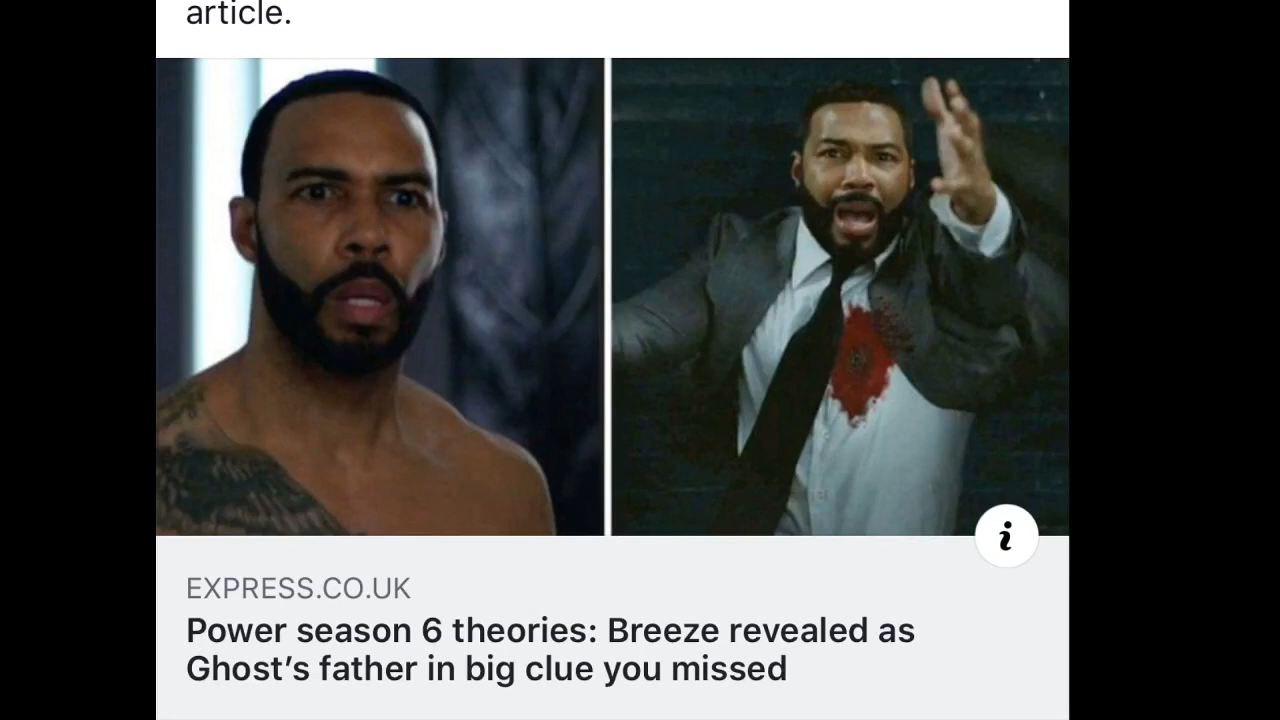 article.
EXPRESS.CO.UK
Power season 6 theories: Breeze revealed as
Ghost’s father in big clue you missed